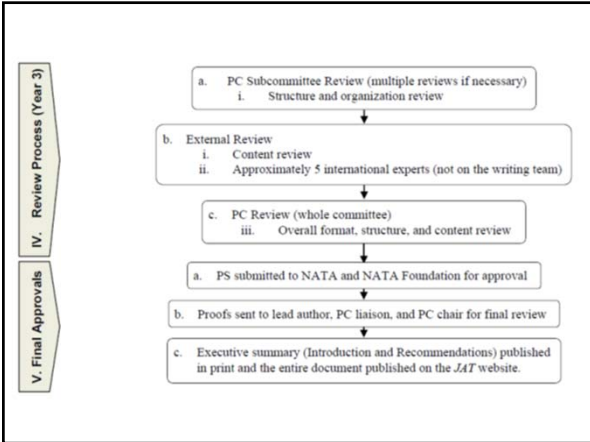 IV. Review Process (Year 3)
a. PC Subcommittee Review (multiple reviews if necessary)
i. Structure and organization review
b. External Review
i. Content review
ii. Approximately 5 international experts (not on the writing team)
c. PC Review (whole committee)
iii. Overall format, structure, and content review
V. Final Approvals
a. PS submitted to NATA and NATA Foundation for approval
b. Proofs sent to lead author, PC liaison, and PC chair for final review
c. Executive summary (Introduction and Recommendations) published
in print and the entire document published on the JAT website.